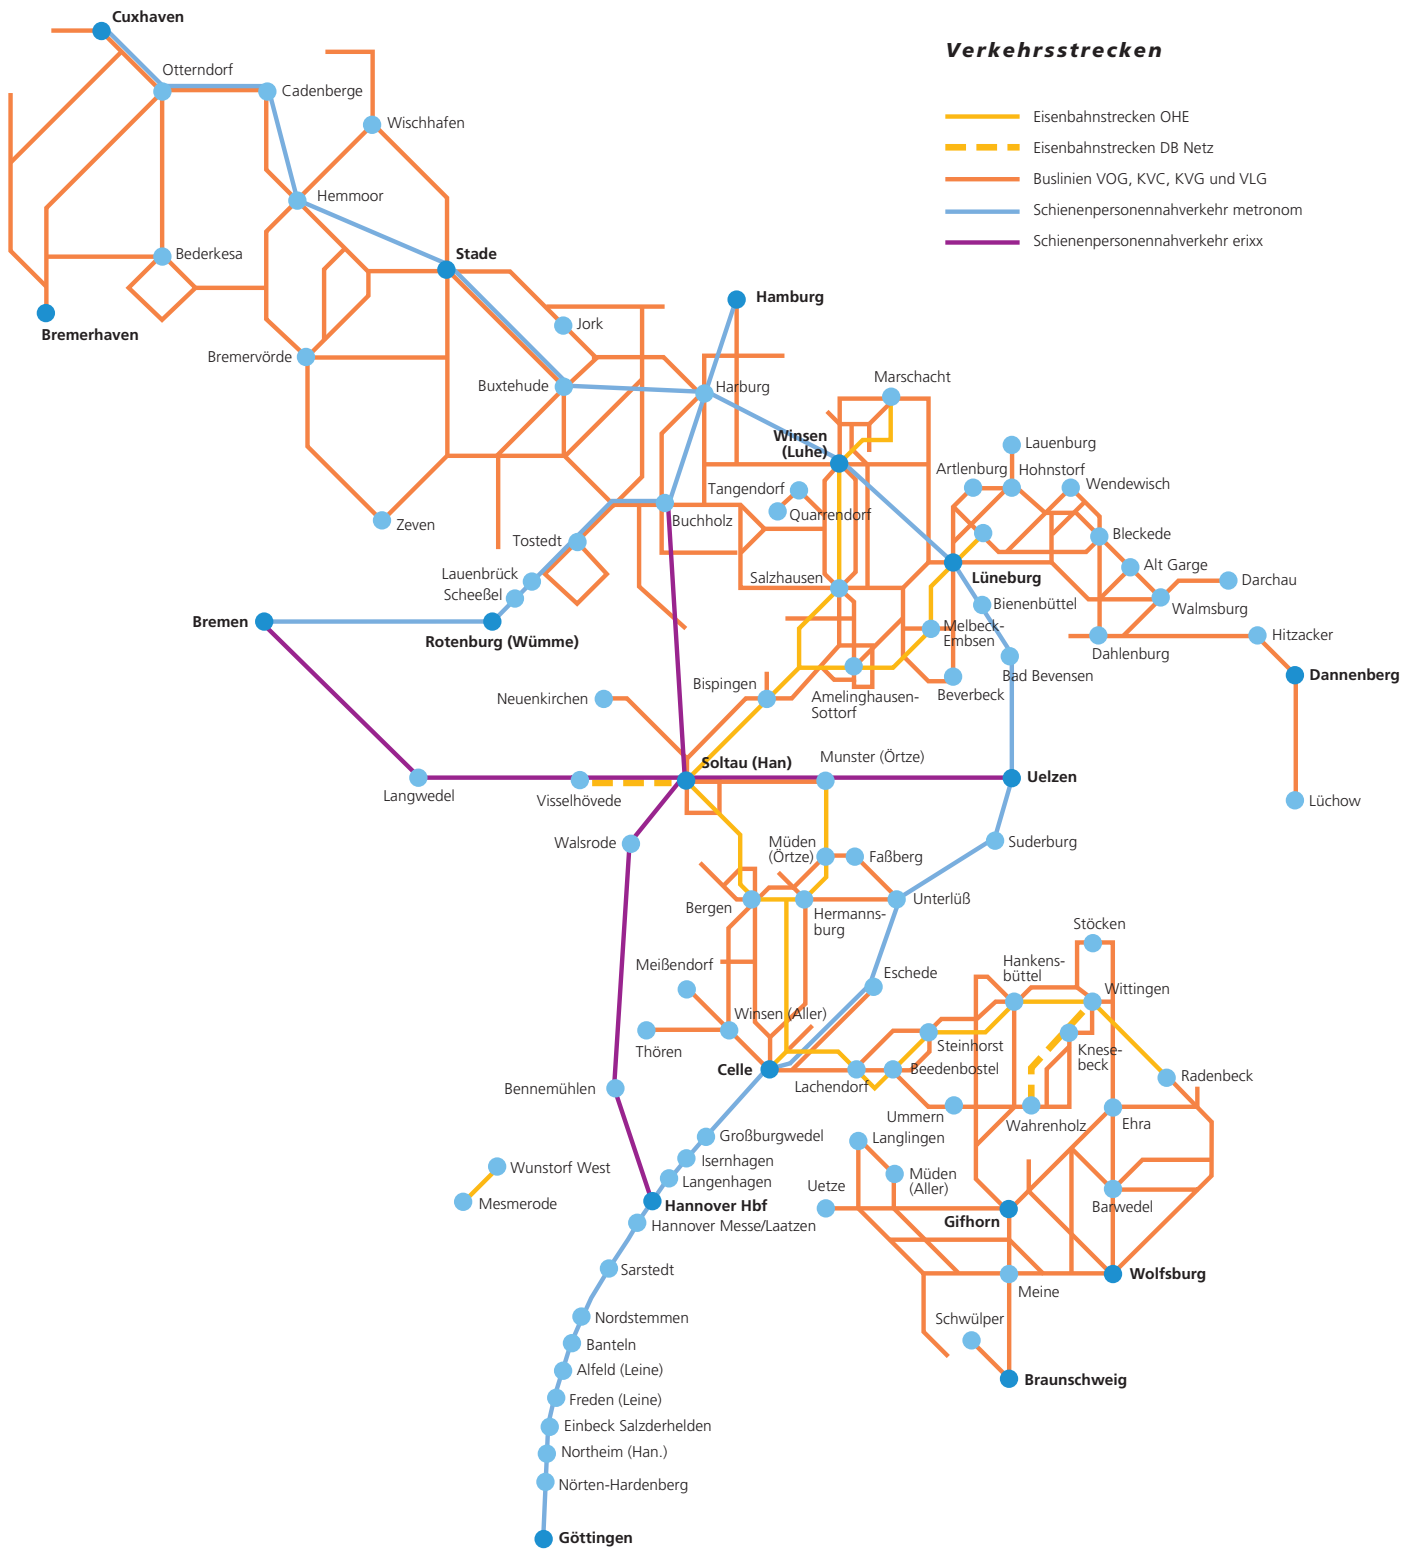 Cuxhaven
Verkehrsstrecken
Otterndorf
Cadenberge
Wischhafen
Eisenbahnstrecken OHE
Eisenbahnstrecken DB Netz
Buslinien VOG, KVC, KVG und VLG
Schienenpersonennahverkehr metronom
Schienenpersonennahverkehr erixx
Hemmoor
Bederkesa
Stade
Hamburg
Bremerhaven
Jork
Bremervörde
Buxtehude
Harburg
Marschacht
Winsen
(Luhe)
Lauenburg
Artlenburg
Hohnstorf
Wendewisch
Tangendorf
Quarrendorf
Buchholz
Zeven
Tostedt
Bleckede
Lauenbrück
Scheeßel
Salzhausen
Lüneburg
Alt Garge
Darchau
Bienenbüttel
Walmsburg
Bremen
Rotenburg (Wümme)
Melbeck-
Embsen
Hitzacker
Dahlenburg
Bad Bevensen
Dannenberg
Bispingen
Neuenkirchen
Amelinghausen-
Sottorf
Beverbeck
Soltau (Han)
Munster (Örtze)
Uelzen
Langwedel
Visselhövede
Lüchow
Walsrode
Müden
(Örtze)
Faßberg
Suderburg
Bergen
Hermanns-
burg
Unterlüß
Stöcken
Meißendorf
Eschede
Hankens-
büttel
Wittingen
Winsen (Aller)
Thören
Steinhorst
Knese-
beck
Celle
Lachendorf
Beedenbostel
Radenbeck
Bennemühlen
Ummern
Wahrenholz
Ehra
Großburgwedel
Langlingen
Isernhagen
Wunstorf West
Langenhagen
Müden
(Aller)
Uetze
Mesmerode
Hannover Hbf
Barwedel
Gifhorn
Hannover Messe/Laatzen
Sarstedt
Wolfsburg
Meine
Nordstemmen
Schwülper
Banteln
Alfeld (Leine)
Braunschweig
Freden (Leine)
Einbeck Salzderhelden
Northeim (Han.)
Nörten-Hardenberg
Göttingen